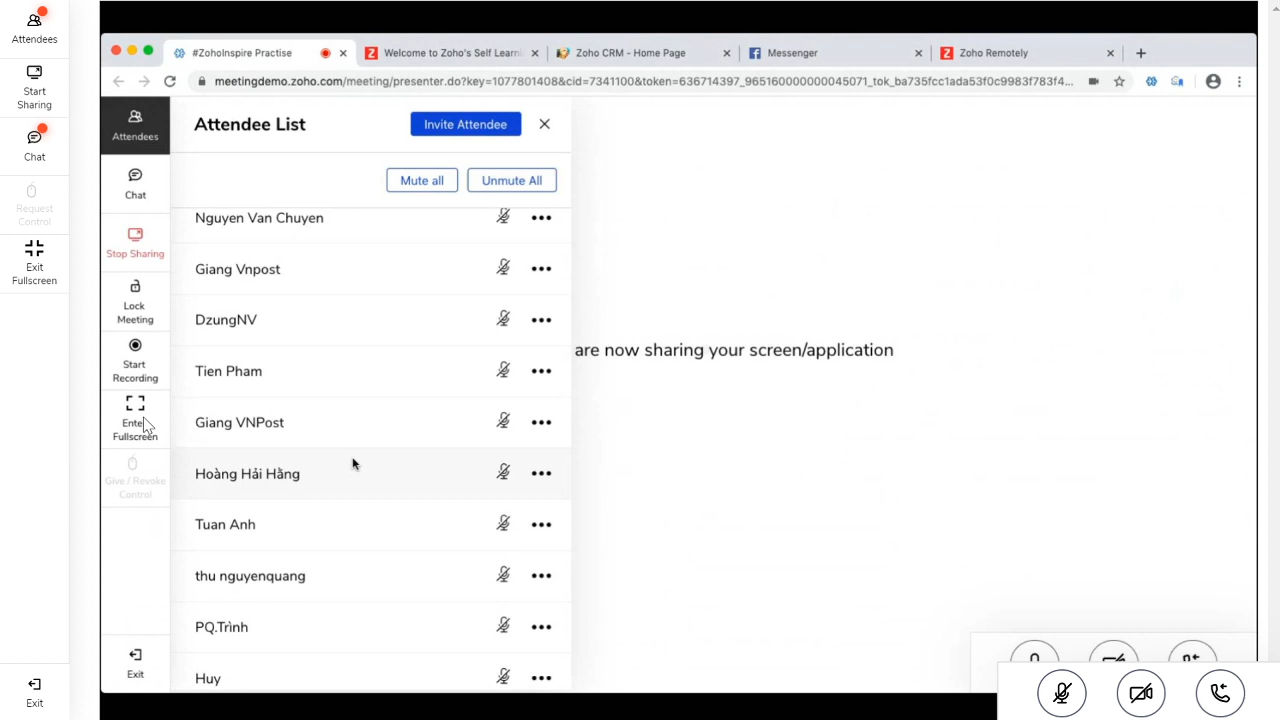 Attendees
Start
Sharing
Chat
Request
Control
Exit
Fullscreen
Exit
#ZohoInspire Practise
Welcome to Zoho's Self Learni
Zoho CRM - Home Page
Messenger
Zoho Remotely
meetingdemo.zoho.com/meeting/presenter.do?key=1077801408&cid=7341100&token=636714397_965160000000045071_tok_ba735fcc1ada53f0c9983f783f4...
Attendees
Chat
Stop Sharing
Lock
Meeting
Start
Recording
Enter
Fullscreen
Give / Revoke
Control
Exit
Attendee List
Invite Attendee
Mute all
Unmute All
Nguyen Van Chuyen
Giang Vnpost
DzungNV
Tien Pham
Giang VNPost
Hoàng Hải Hằng
Tuan Anh
thu nguyenquang
PQ.Trình
Huy
are now sharing your screen/application